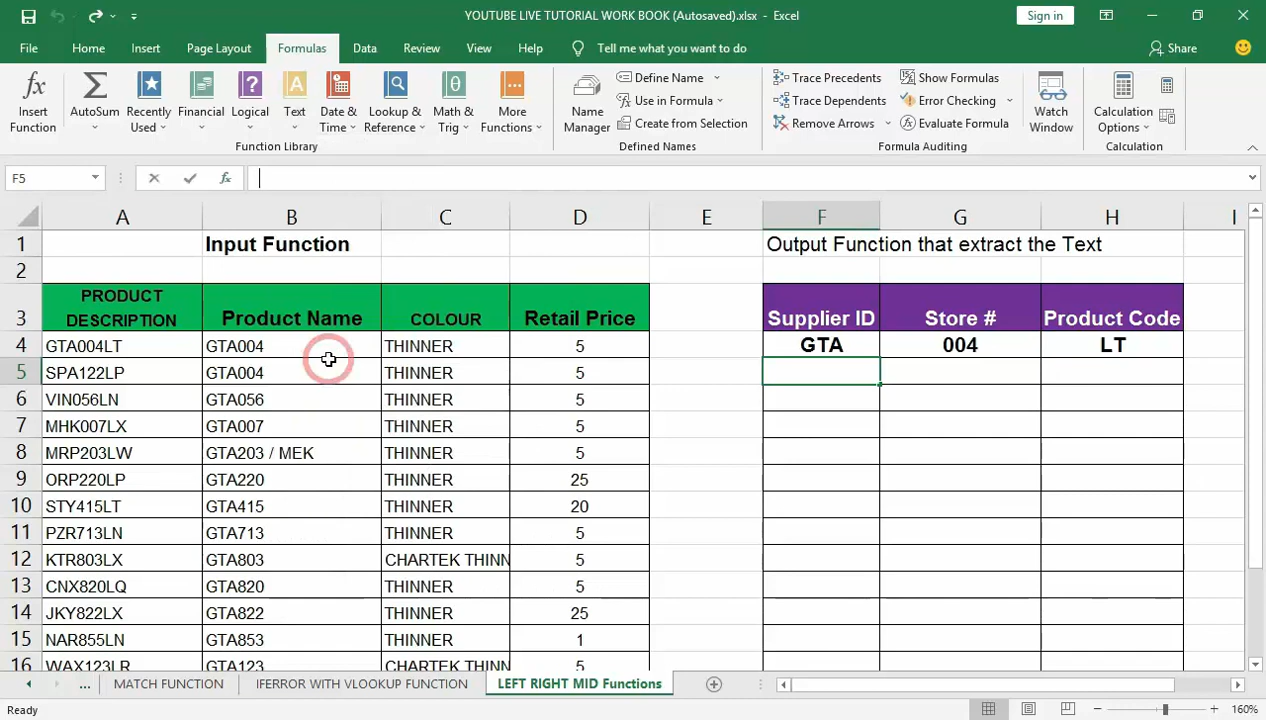 YOUTUBE LIVE TUTORIAL WORK BOOK (Autosaved).xlsx - Excel
Sign in
File Home Insert Page Layout Formulas Data Review View Help Tell me what you want to do Share
Insert Function
AutoSum
Recently Used
Financial
Logical
Text
Date & Time
Lookup & Reference
Math & Trig
More Functions
Function Library
Name Manager
Define Name
Use in Formula
Create from Selection
Defined Names
Trace Precedents
Trace Dependents
Remove Arrows
Show Formulas
Error Checking
Evaluate Formula
Formula Auditing
Watch Window
Calculation Options
Calculation
F5 fx
A B C D E F G H I
1 Input Function Output Function that extract the Text
2
3 PRODUCT DESCRIPTION Product Name COLOUR Retail Price Supplier ID Store # Product Code
4 GTA004LT GTA004 THINNER 5 GTA 004 LT
5 SPA122LP GTA004 THINNER 5
6 VIN056LN GTA056 THINNER 5
7 MHK007LX GTA007 THINNER 5
8 MRP203LW GTA203 / MEK THINNER 5
9 ORP220LP GTA220 THINNER 25
10 STY415LT GTA415 THINNER 20
11 PZR713LN GTA713 THINNER 5
12 KTR803LX GTA803 CHARTEK THINN 5
13 CNX820LQ GTA820 THINNER 5
14 JKY822LX GTA822 THINNER 25
15 NAR855LN GTA853 THINNER 1
16 WAX123LR GTA123 CHARTEK THINN 5
... MATCH FUNCTION IFERROR WITH VLOOKUP FUNCTION LEFT RIGHT MID Functions
Ready 160%